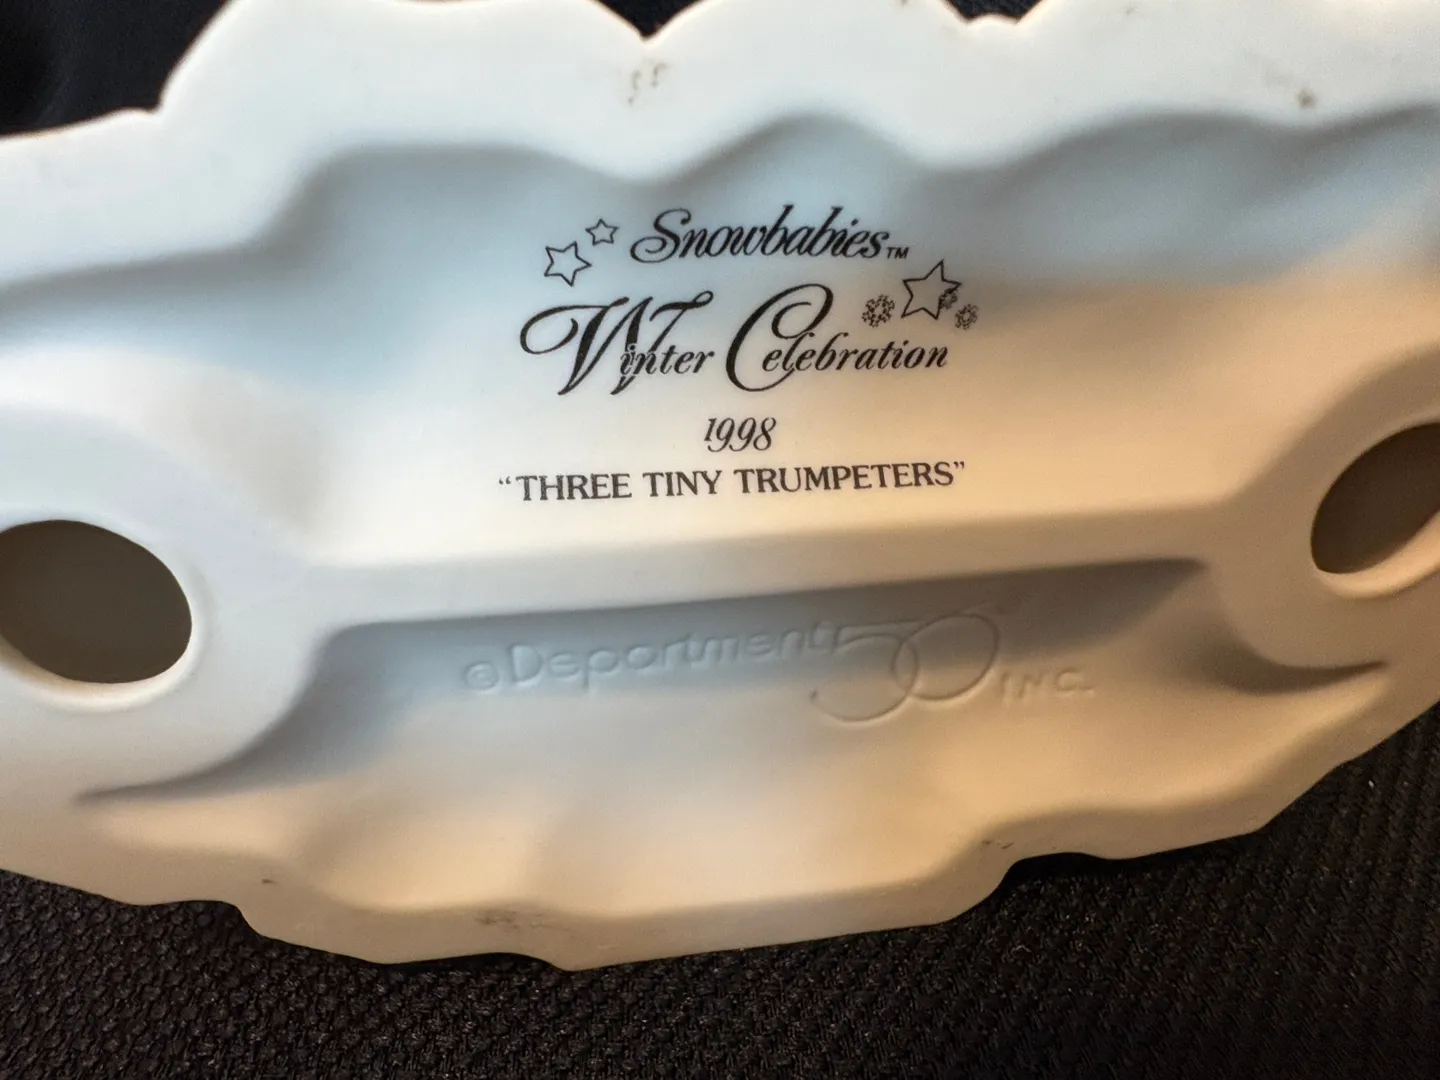 Snowbabies™
Winter Celebration
1998
“THREE TINY TRUMPETERS”
©Department 56 INC.